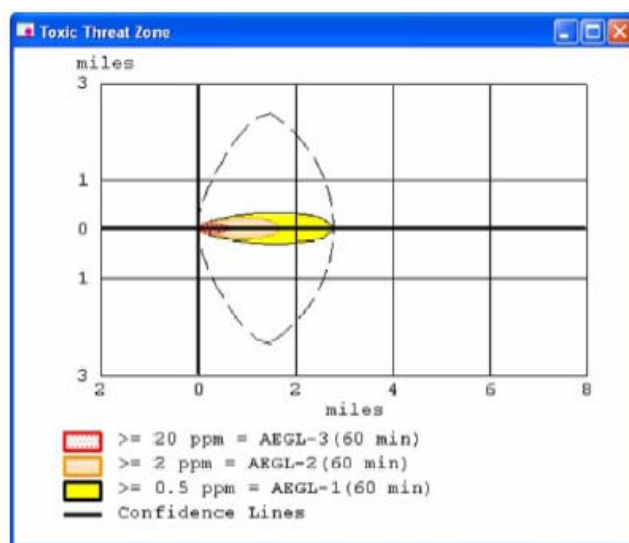 Toxic Threat Zone
miles
3
1
0
1
3
2 0 2 4 6 8
miles
>= 20 ppm = AEGL-3(60 min)
>= 2 ppm = AEGL-2(60 min)
>= 0.5 ppm = AEGL-1(60 min)
Confidence Lines